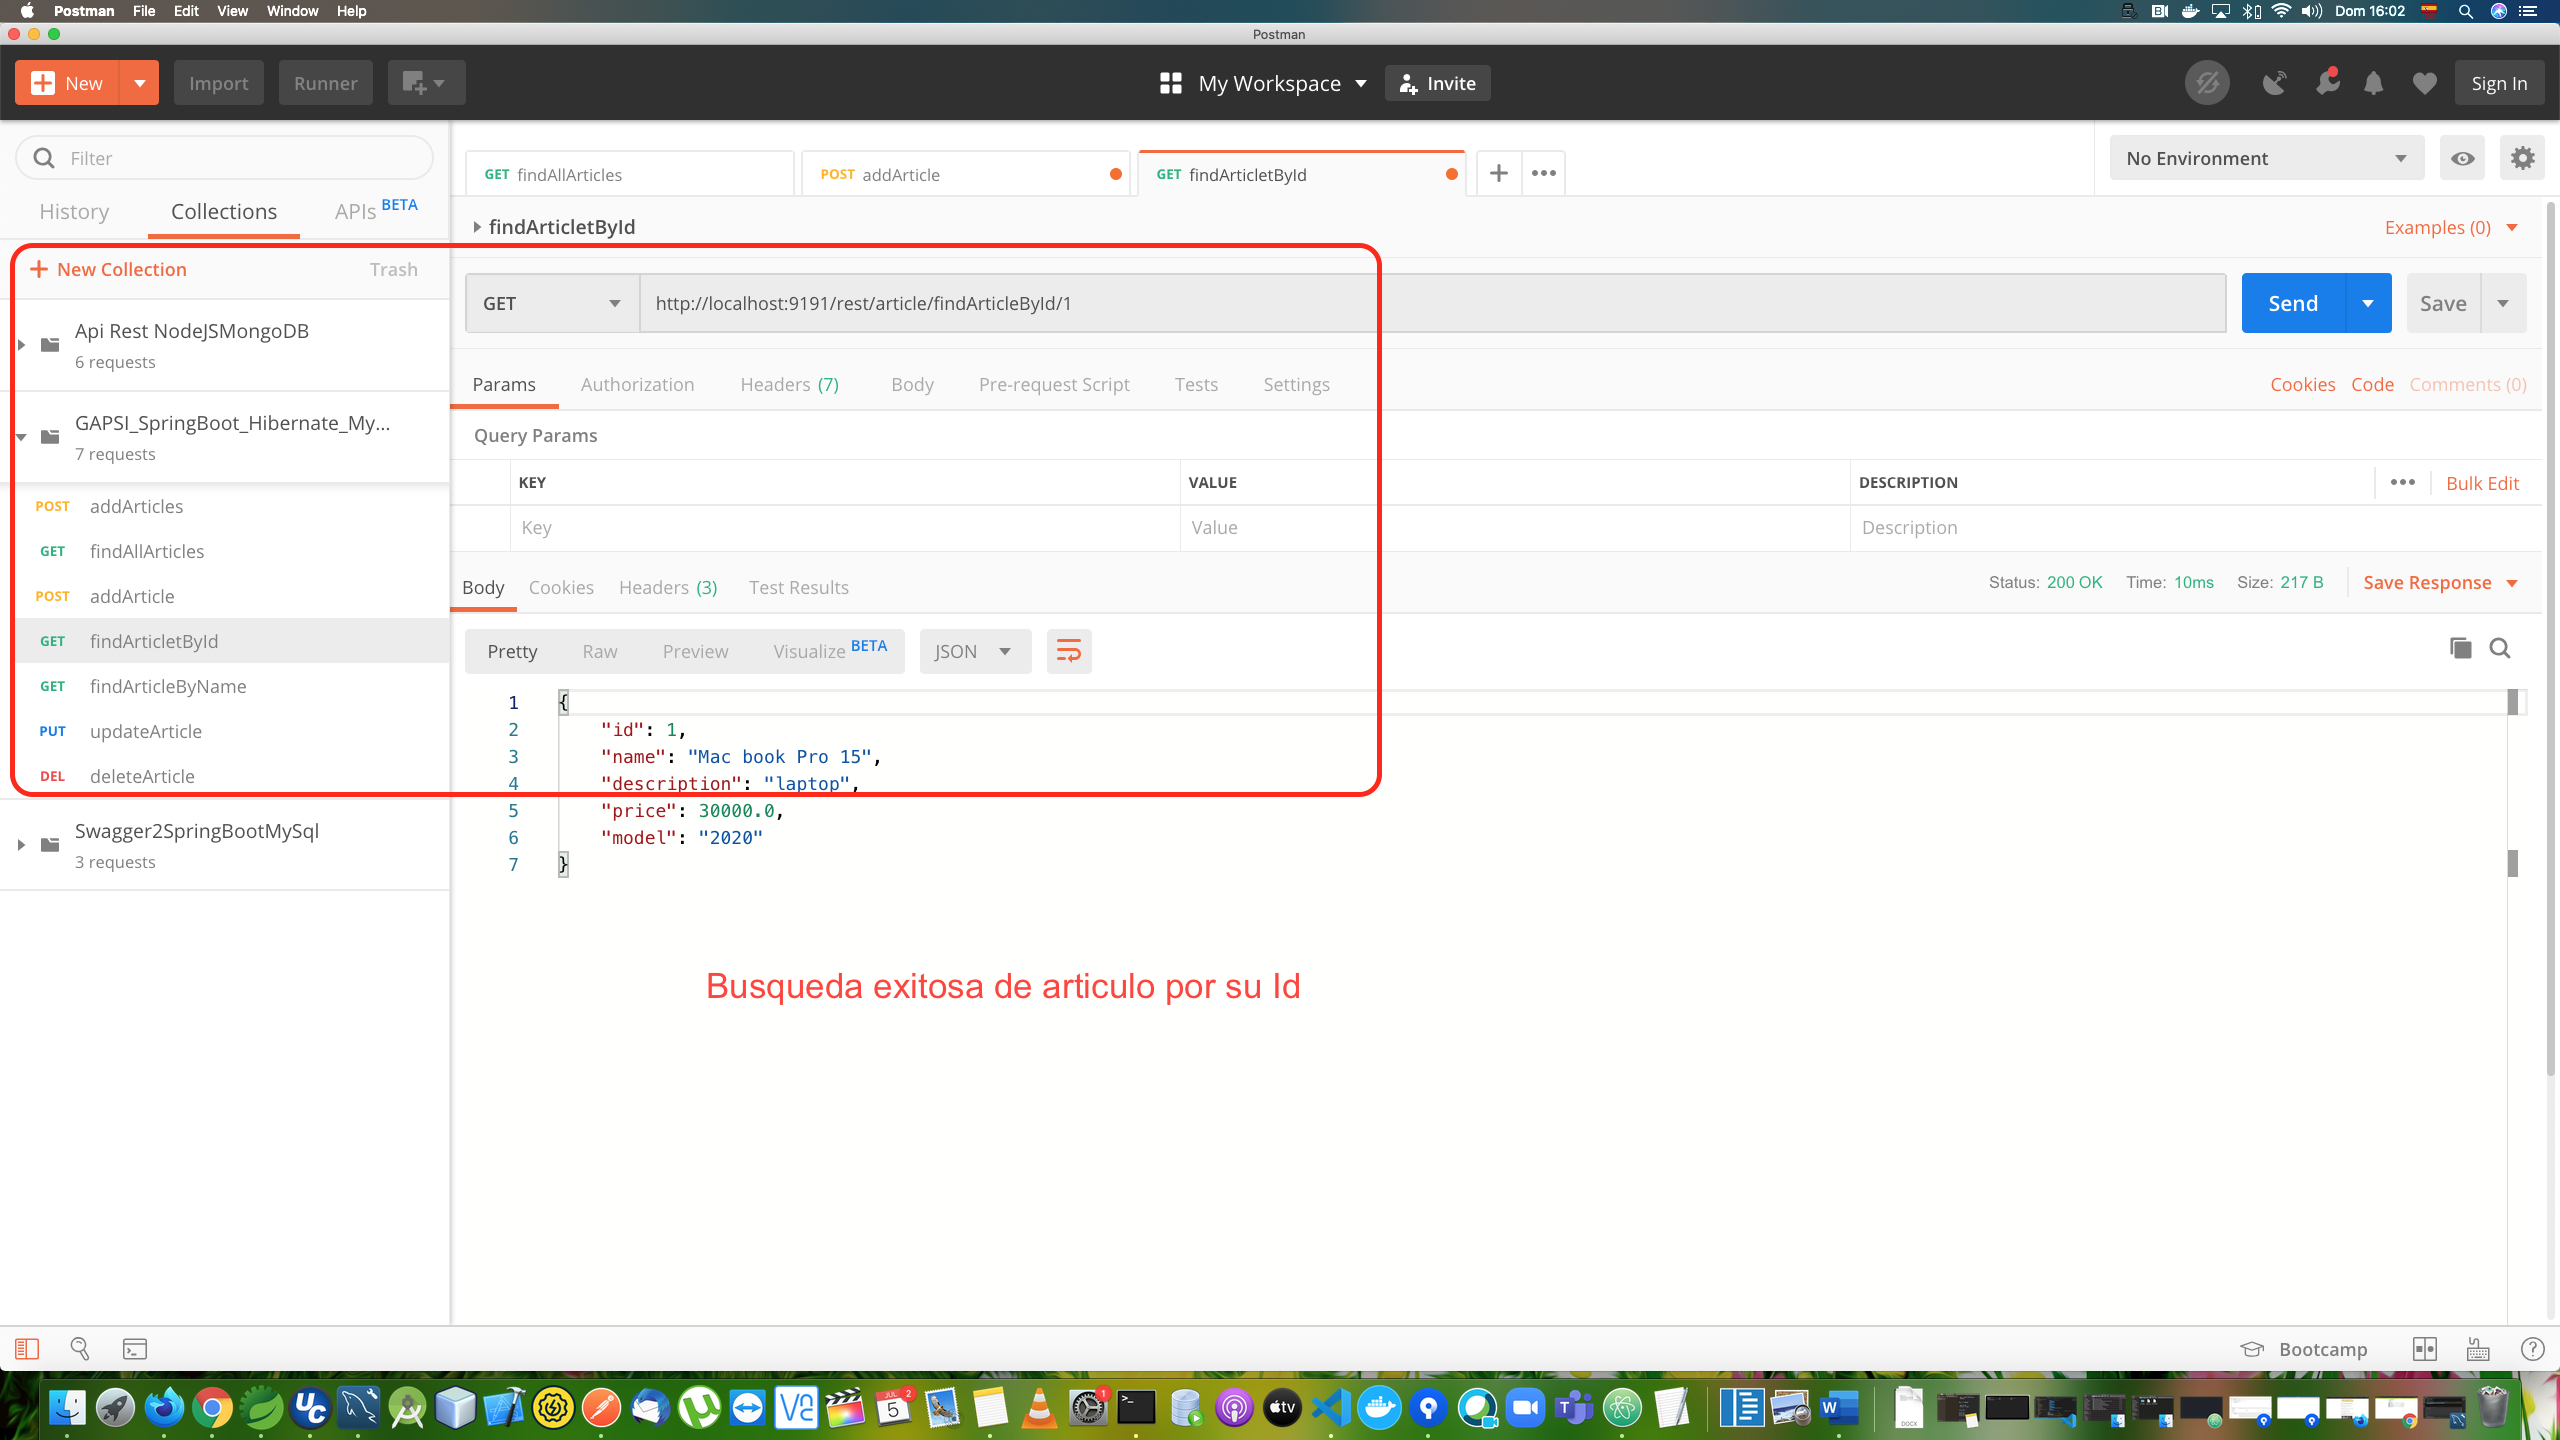 Postman File Edit View Window Help
Dom 16:02
Postman
New Import Runner My Workspace Invite Sign In
Filter
History Collections APIs BETA
New Collection Trash
Api Rest NodeJSMongoDB
6 requests
GAPSI_SpringBoot_Hibernate_My...
7 requests
POST addArticles
GET findAllArticles
POST addArticle
GET findArticletById
GET findArticleByName
PUT updateArticle
DEL deleteArticle
Swagger2SpringBootMySql
3 requests
GET findAllArticles POST addArticle GET findArticletById
No Environment
findArticletById
Examples (0)
GET http://localhost:9191/rest/article/findArticleById/1 Send Save
Params Authorization Headers (7) Body Pre-request Script Tests Settings Cookies Code Comments (0)
Query Params
KEY VALUE DESCRIPTION Bulk Edit
Key Value Description
Body Cookies Headers (3) Test Results Status: 200 OK Time: 10ms Size: 217 B Save Response
Pretty Raw Preview Visualize BETA JSON
1 {
2 "id": 1,
3 "name": "Mac book Pro 15",
4 "description": "laptop",
5 "price": 30000.0,
6 "model": "2020"
7 }
Busqueda exitosa de articulo por su Id
Bootcamp
JUL 5 2
tv
DOCX